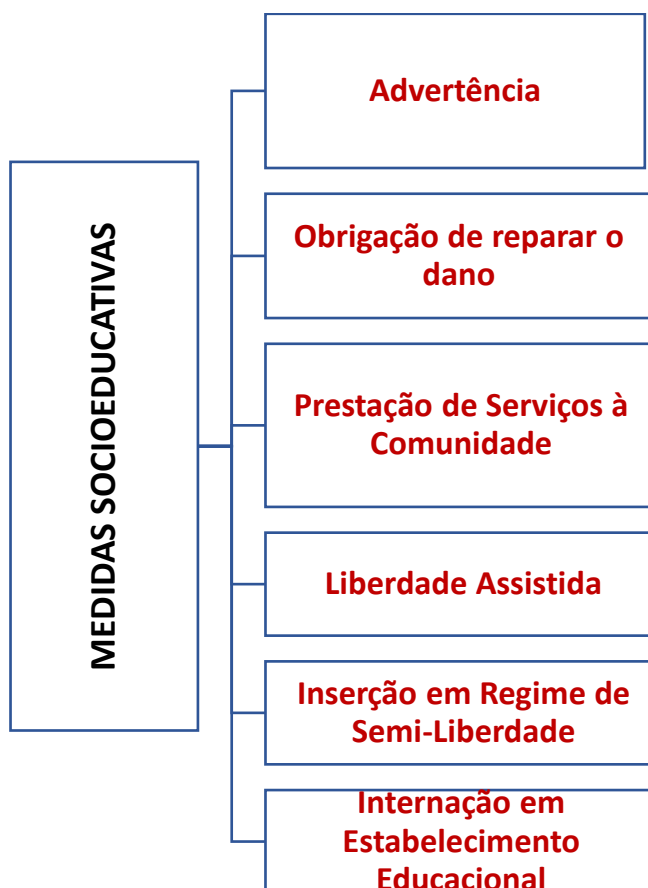 MEDIDAS SOCIOEDUCATIVAS
Advertência
Obrigação de reparar o
dano
Prestação de Serviços à
Comunidade
Liberdade Assistida
Inserção em Regime de
Semi-Liberdade
Internação em
Estabelecimento
Educacional